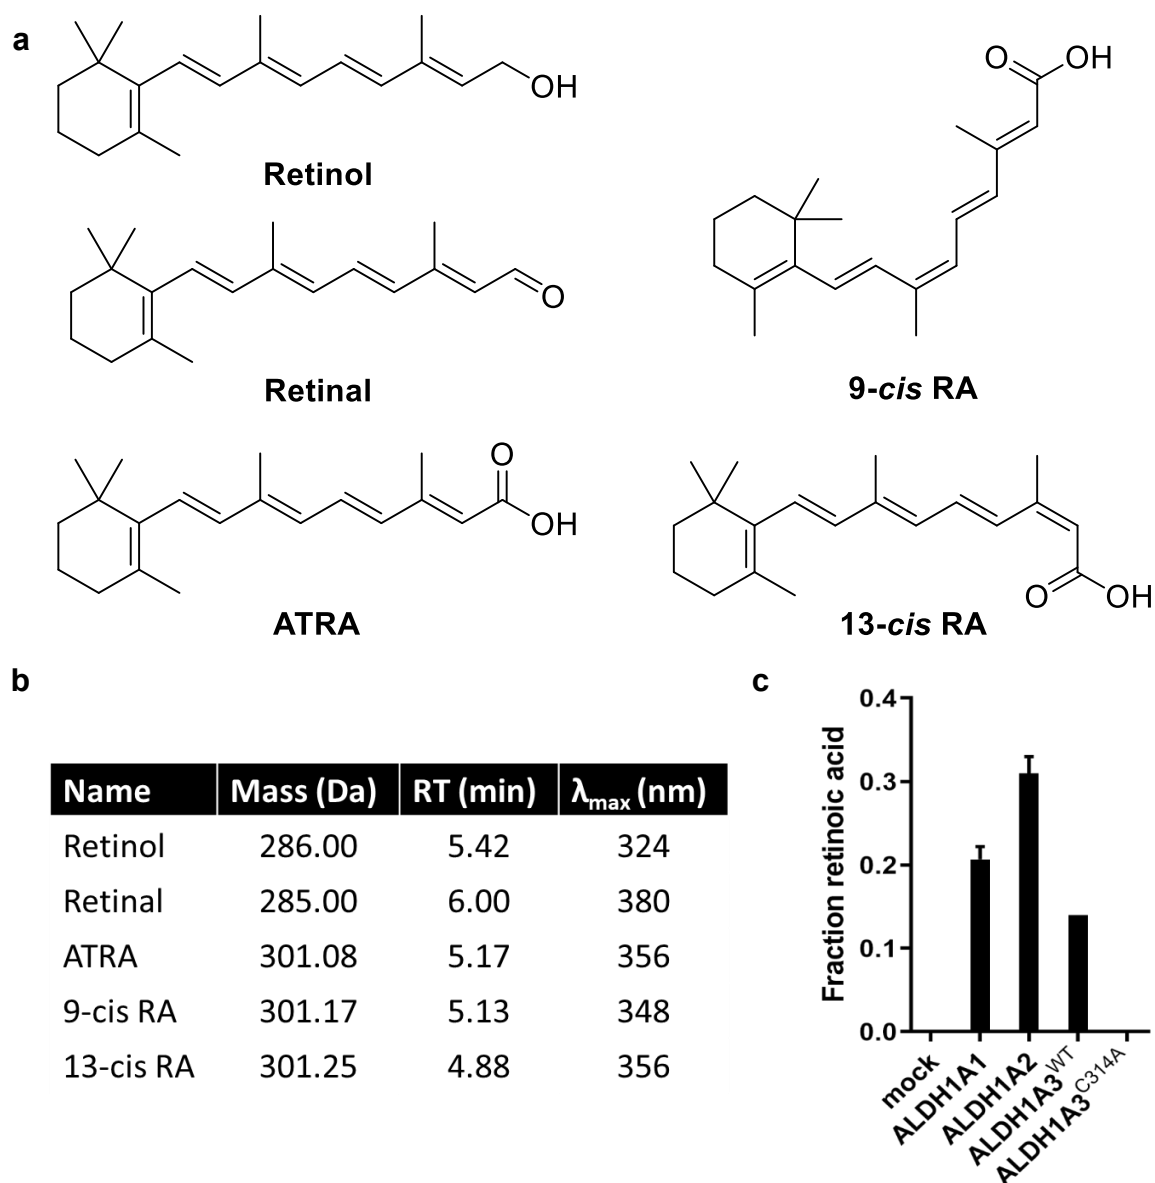 a
OH
Retinol
O
Retinal
O
OH
ATRA
O
OH
9-cis RA
O
OH
13-cis RA
b
Name Mass (Da) RT (min) λmax (nm)
Retinol 286.00 5.42 324
Retinal 285.00 6.00 380
ATRA 301.08 5.17 356
9-cis RA 301.17 5.13 348
13-cis RA 301.25 4.88 356
c
Fraction retinoic acid
0.4
0.3
0.2
0.1
0.0
mock
ALDH1A1
ALDH1A2
ALDH1A3WT
ALDH1A3C314A